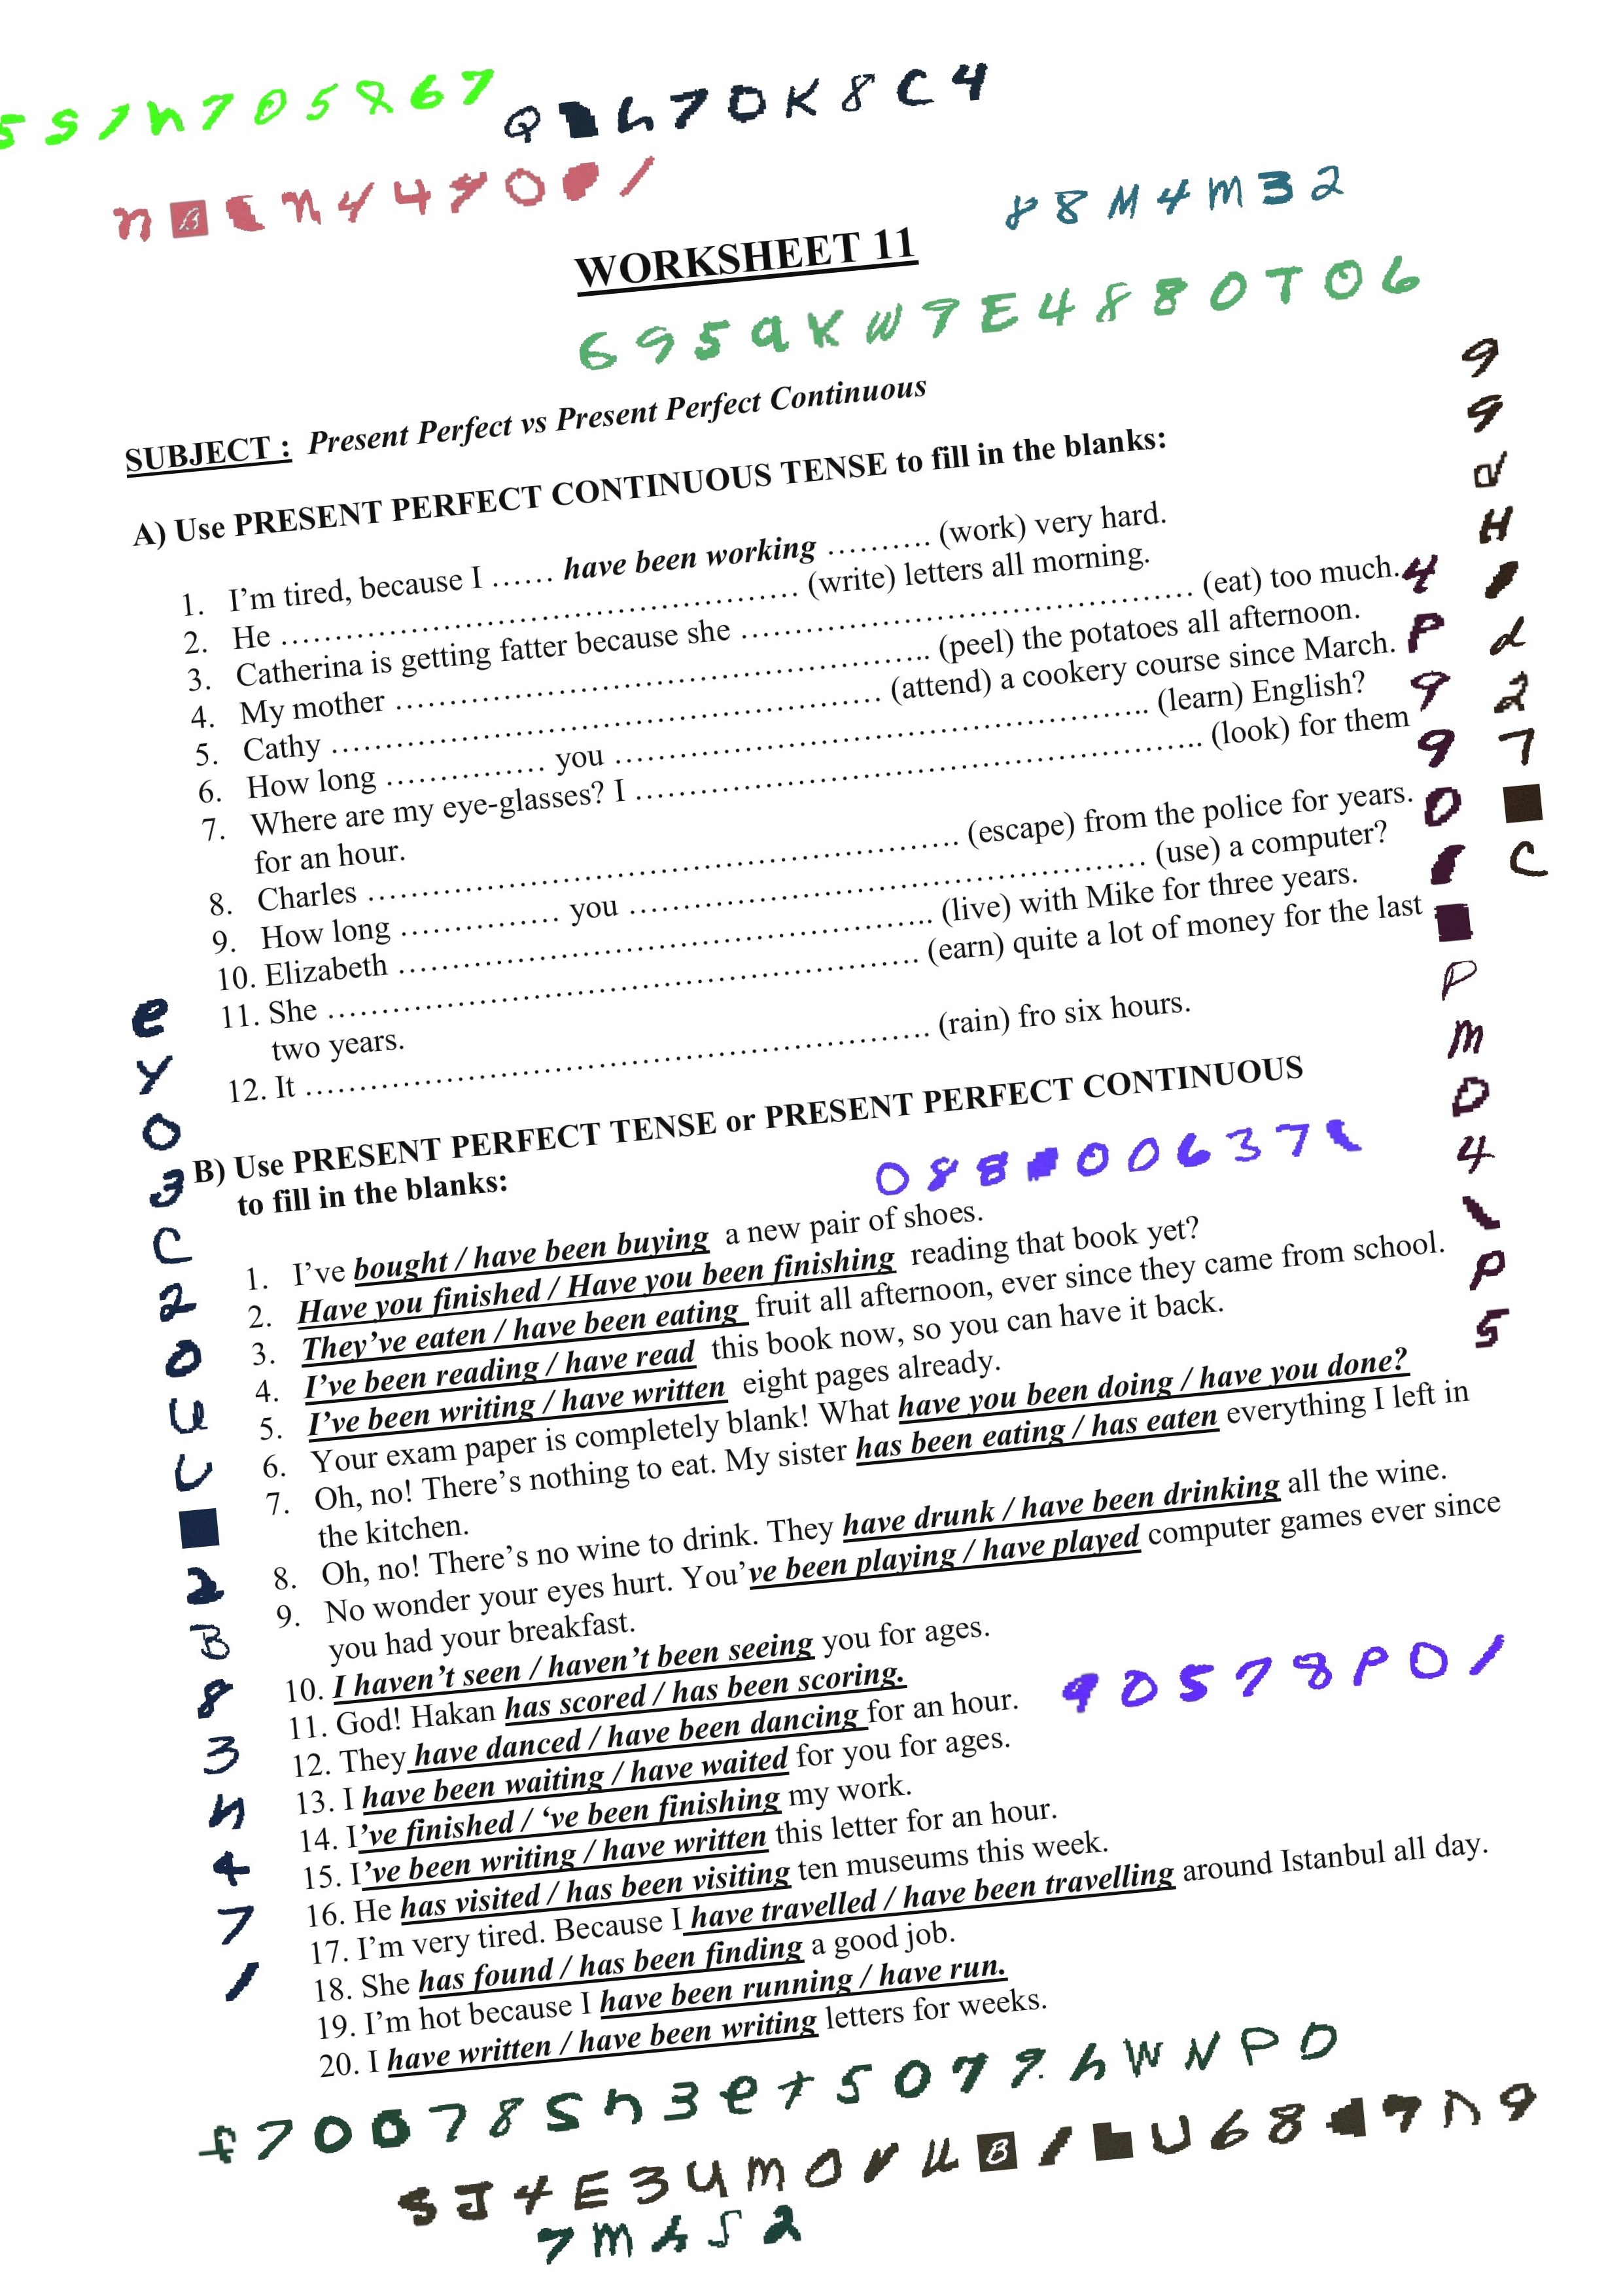 WORKSHEET 11
SUBJECT : Present Perfect vs Present Perfect Continuous
A) Use PRESENT PERFECT CONTINUOUS TENSE to fill in the blanks:
1. I’m tired, because I …… have been working ………. (work) very hard.
2. He ………………………………………… (write) letters all morning.
3. Catherina is getting fatter because she …………………………………… (eat) too much.
4. My mother ………………………………………….. (peel) the potatoes all afternoon.
5. Cathy ……………………………………………… (attend) a cookery course since March.
6. How long …………… you ……………………………………………….. (learn) English?
7. Where are my eye-glasses? I ………………………………………………….. (look) for them
for an hour.
8. Charles ………………………………………………. (escape) from the police for years.
9. How long …………… you ………………………………………… (use) a computer?
10. Elizabeth ………………………………………….. (live) with Mike for three years.
11. She ………………………………………………. (earn) quite a lot of money for the last
two years.
12. It …………………………………………………. (rain) fro six hours.
B) Use PRESENT PERFECT TENSE or PRESENT PERFECT CONTINUOUS
to fill in the blanks:
1. I’ve bought / have been buying a new pair of shoes.
2. Have you finished / Have you been finishing reading that book yet?
3. They’ve eaten / have been eating fruit all afternoon, ever since they came from school.
4. I’ve been reading / have read this book now, so you can have it back.
5. I’ve been writing / have written eight pages already.
6. Your exam paper is completely blank! What have you been doing / have you done?
7. Oh, no! There’s nothing to eat. My sister has been eating / has eaten everything I left in
the kitchen.
8. Oh, no! There’s no wine to drink. They have drunk / have been drinking all the wine.
9. No wonder your eyes hurt. You’ve been playing / have played computer games ever since
you had your breakfast.
10. I haven’t seen / haven’t been seeing you for ages.
11. God! Hakan has scored / has been scoring.
12. They have danced / have been dancing for an hour.
13. I have been waiting / have waited for you for ages.
14. I’ve finished / ‘ve been finishing my work.
15. I’ve been writing / have written this letter for an hour.
16. He has visited / has been visiting ten museums this week.
17. I’m very tired. Because I have travelled / have been travelling around Istanbul all day.
18. She has found / has been finding a good job.
19. I’m hot because I have been running / have run.
20. I have written / have been writing letters for weeks.